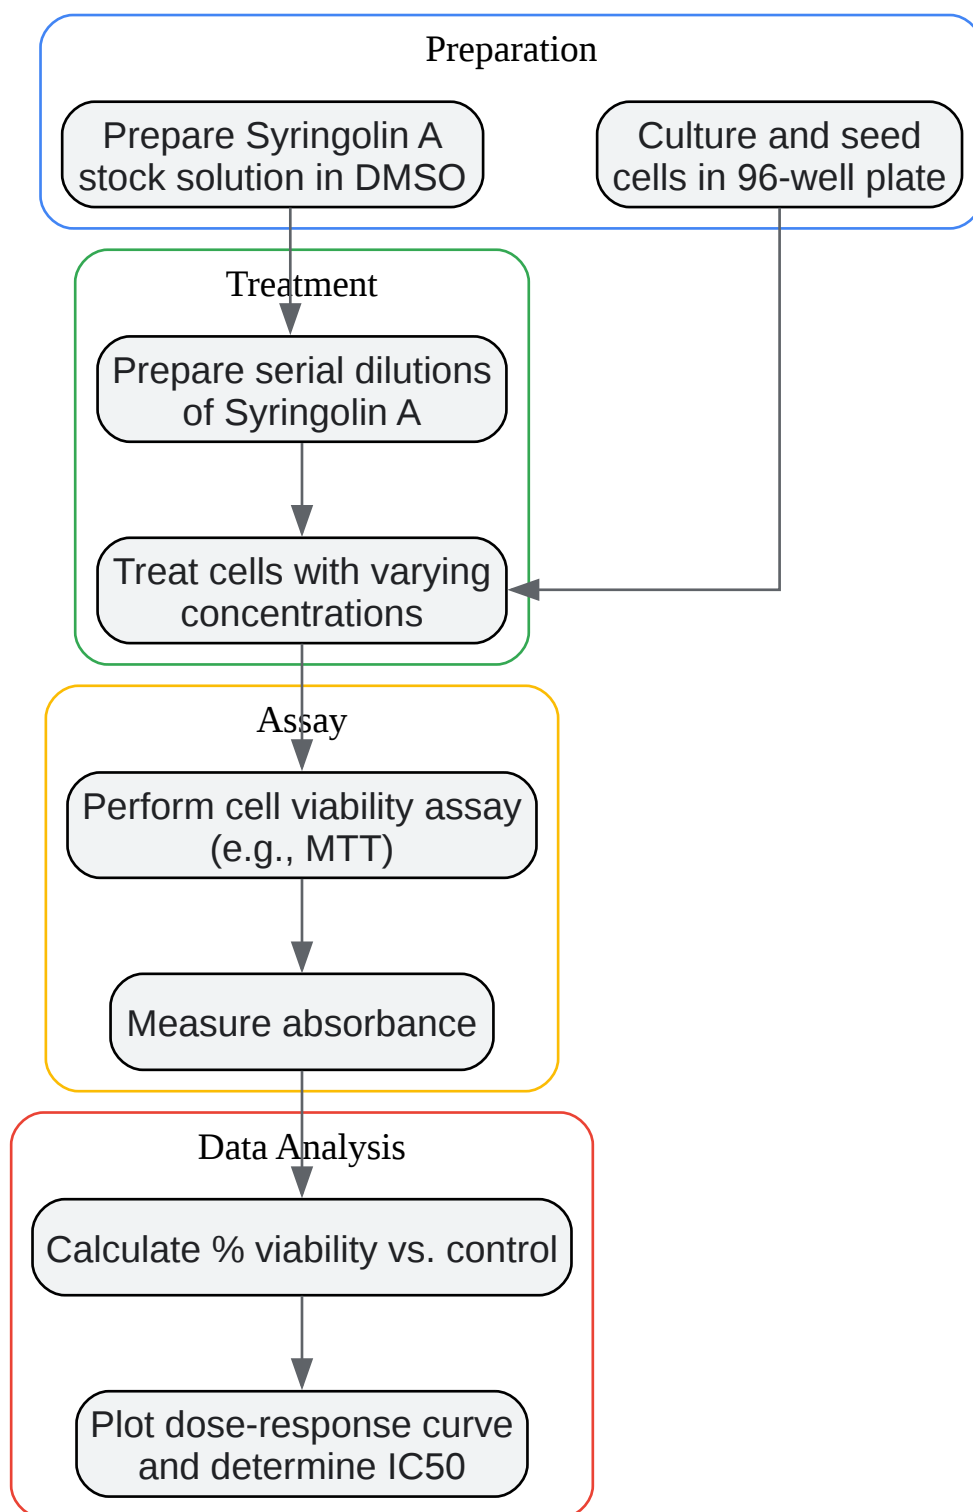 Preparation
Prepare Syringolin A
stock solution in DMSO
Culture and seed
cells in 96-well plate
Treatment
Prepare serial dilutions
of Syringolin A
Treat cells with varying
concentrations
Assay
Perform cell viability assay
(e.g., MTT)
Measure absorbance
Data Analysis
Calculate % viability vs. control
Plot dose-response curve
and determine IC50